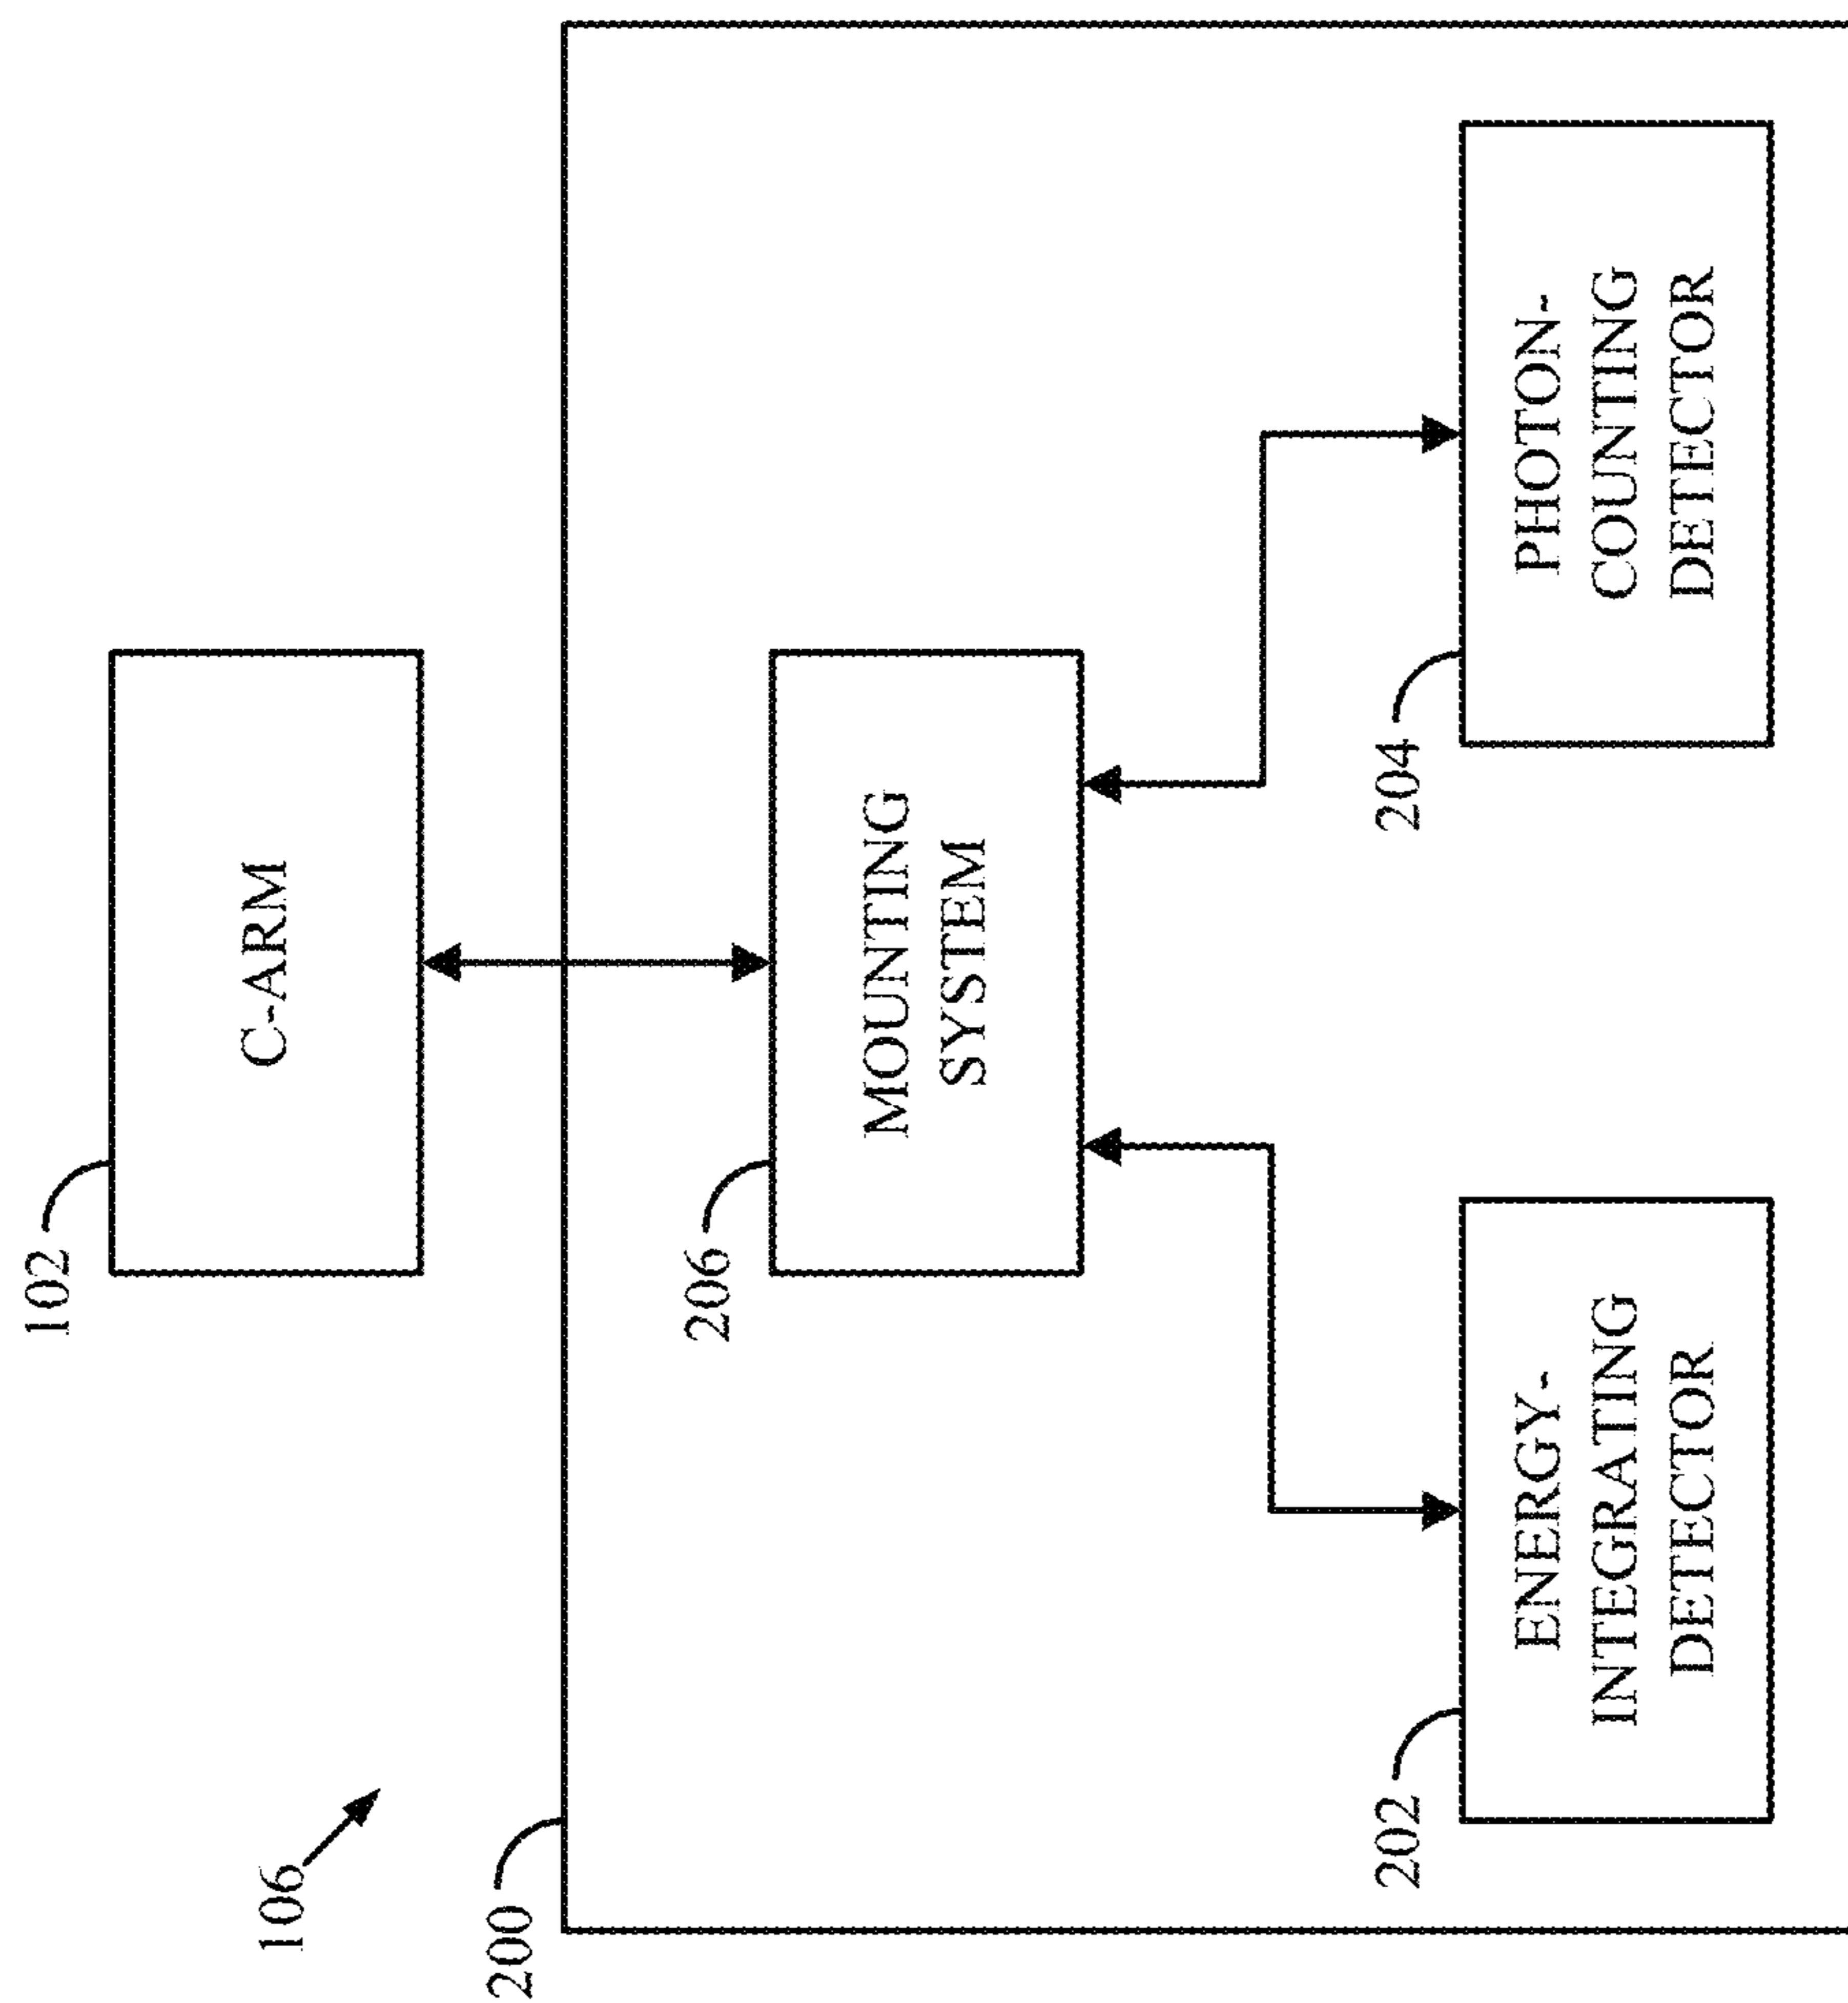 106
102
C-ARM
200
206
MOUNTING
SYSTEM
202
ENERGY-
INTEGRATING
DETECTOR
204
PHOTON-
COUNTING
DETECTOR